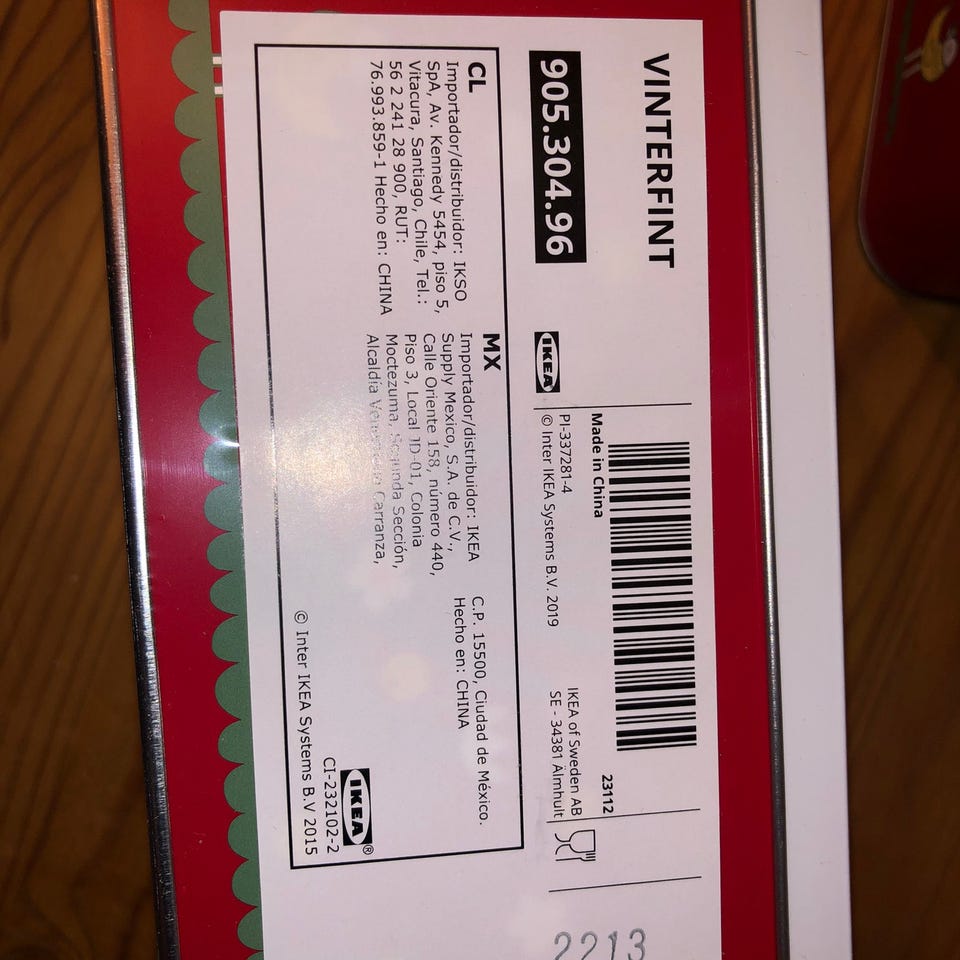 VINTERFINT
905.304.96
IKEA
Made in China
PI-337281-4
© Inter IKEA Systems B.V. 2019
23112
IKEA of Sweden AB
SE - 34381 Älmhult
2213
CL
Importador/distribuidor: IKSO
SpA, Av. Kennedy 5454, piso 5,
Vitacura, Santiago, Chile, Tel.:
56 2 241 28 900, RUT:
76.993.859-1 Hecho en: CHINA
MX
Importador/distribuidor: IKEA
Supply Mexico, S.A. de C.V.,
Calle Oriente 158, número 440,
Piso 3, Local JD-01, Colonia
Moctezuma, Segunda Sección,
Alcaldía Venustiano Carranza,
C.P. 15500, Ciudad de México.
Hecho en: CHINA
IKEA®
CI-232102-2
© Inter IKEA Systems B.V 2015